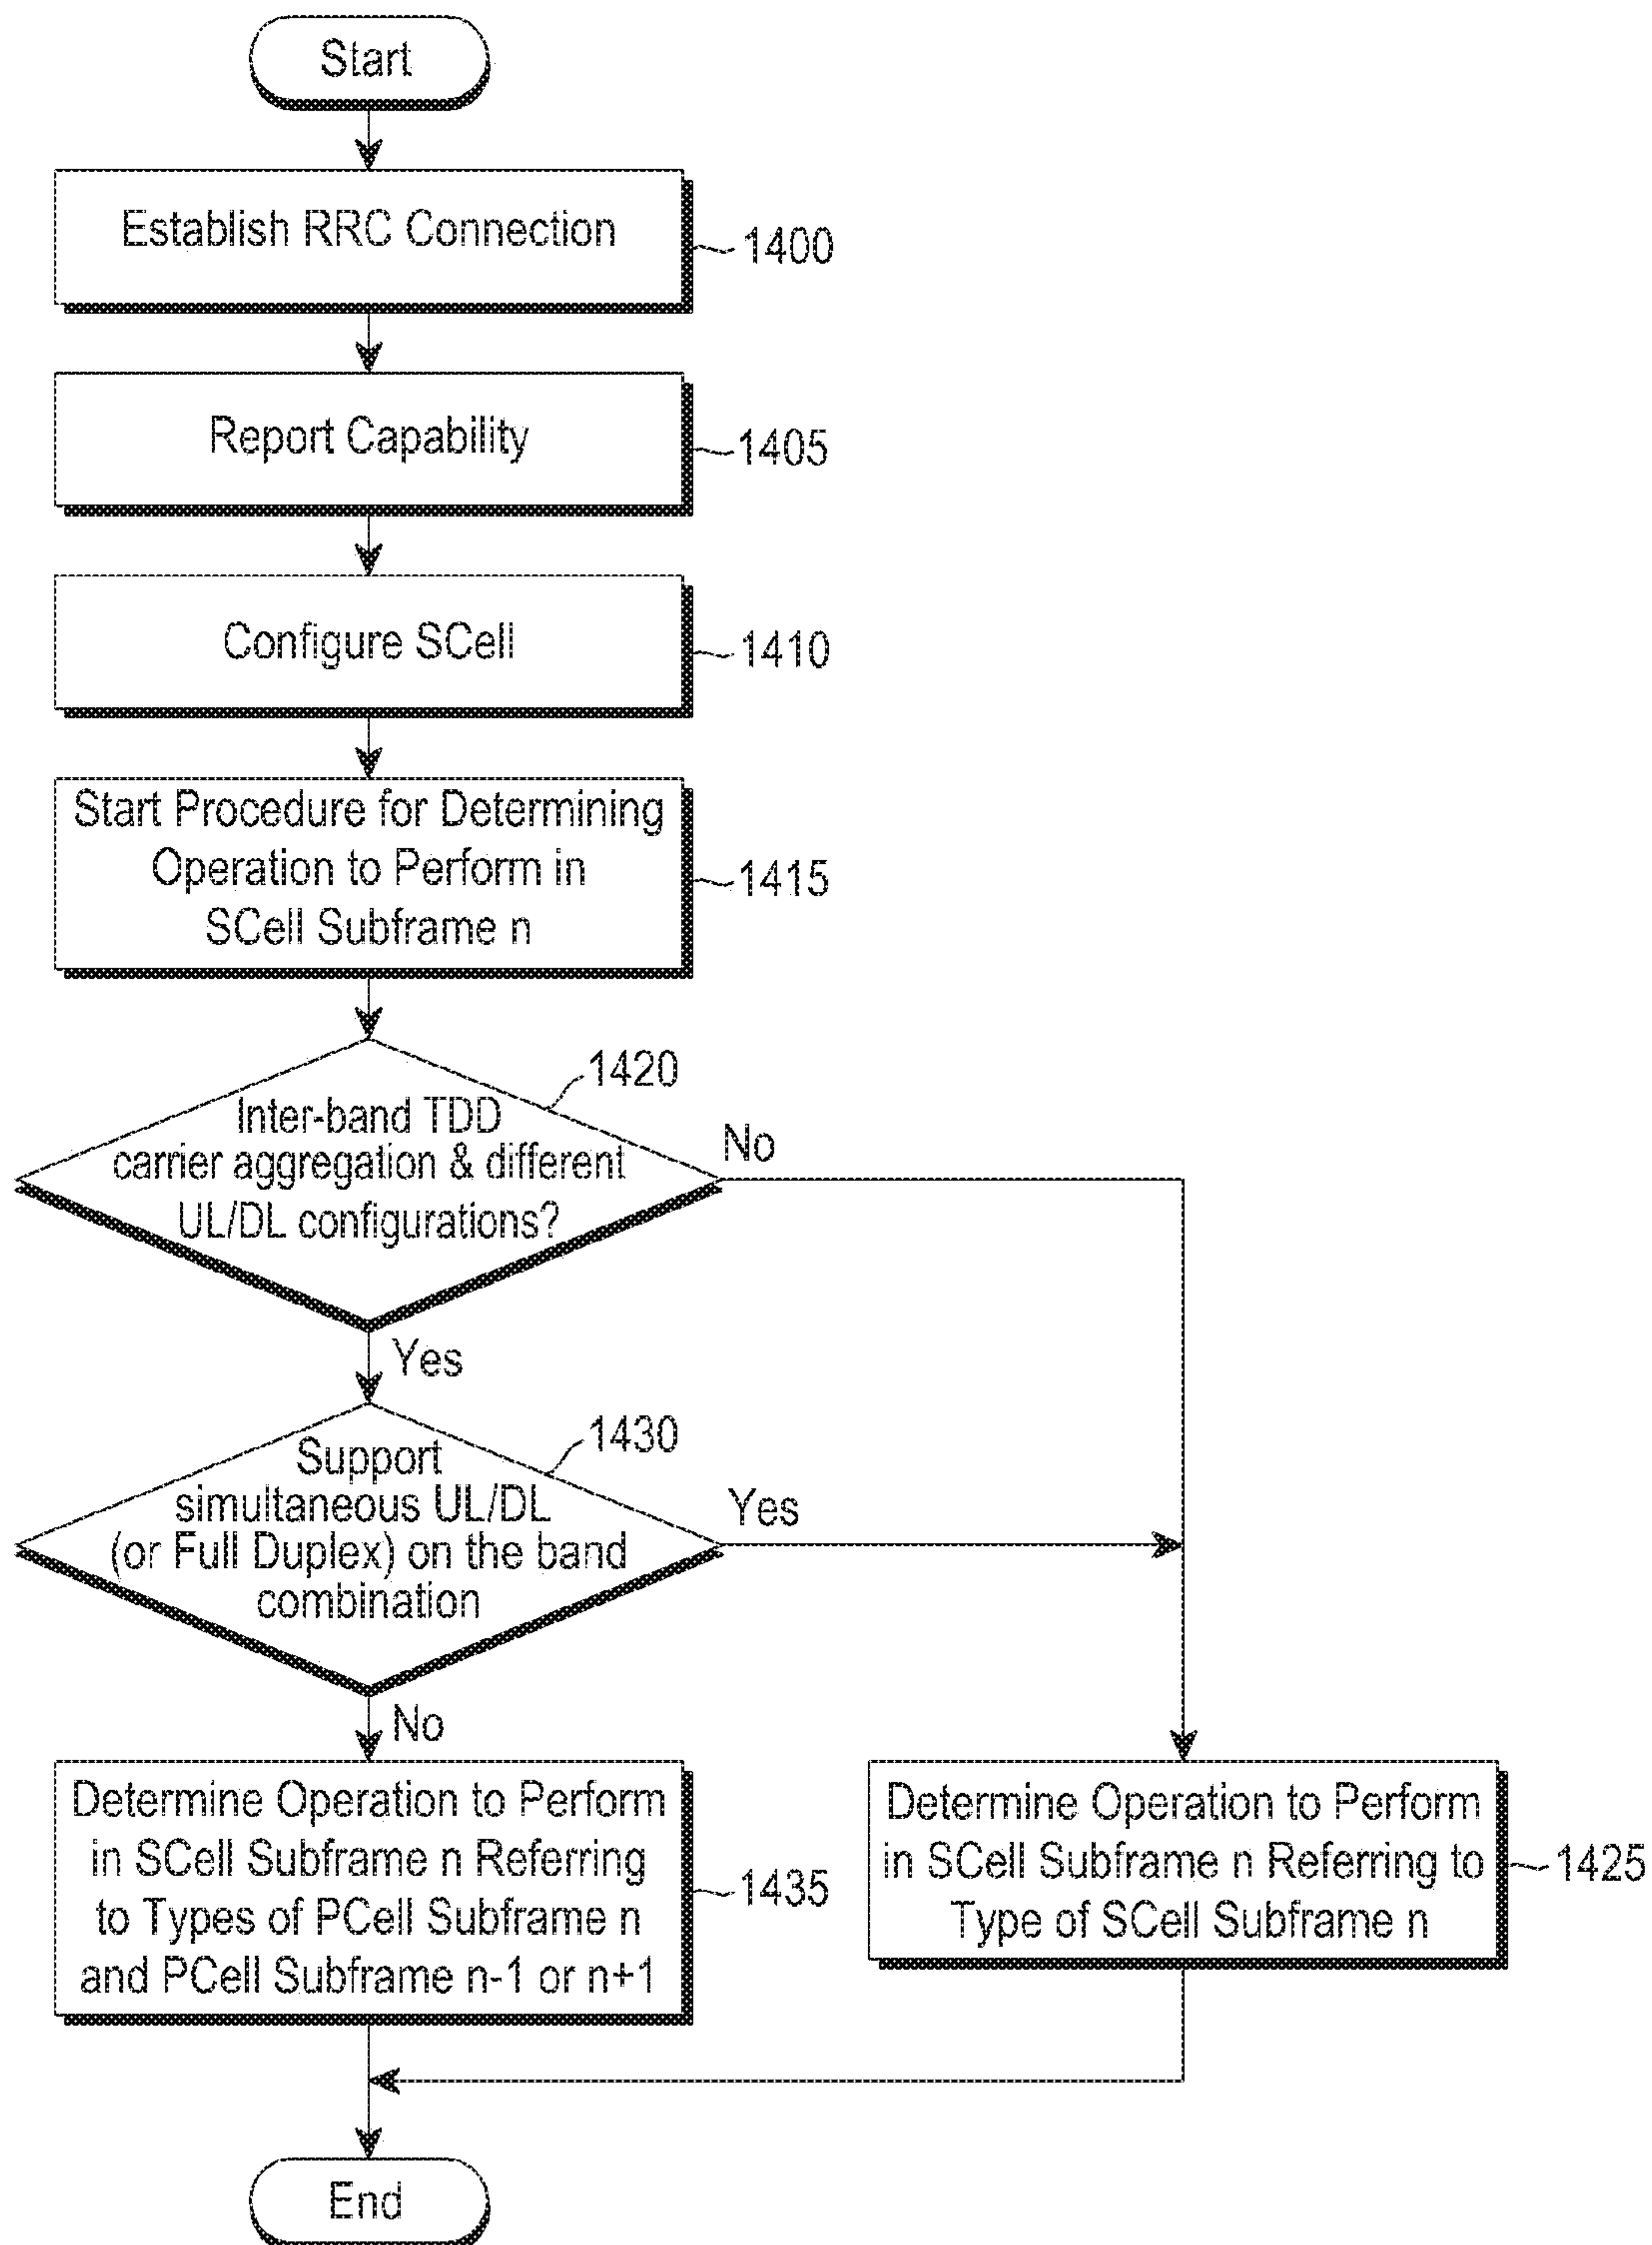 Start
Establish RRC Connection
1400
Report Capability
1405
Configure SCell
1410
Start Procedure for Determining
Operation to Perform in
SCell Subframe n
1415
1420
Inter-band TDD
carrier aggregation & different
UL/DL configurations?
No
Yes
1430
Support
simultaneous UL/DL
(or Full Duplex) on the band
combination
Yes
No
Determine Operation to Perform
in SCell Subframe n Referring
to Types of PCell Subframe n
and PCell Subframe n-1 or n+1
1435
Determine Operation to Perform
in SCell Subframe n Referring to
Type of SCell Subframe n
1425
End